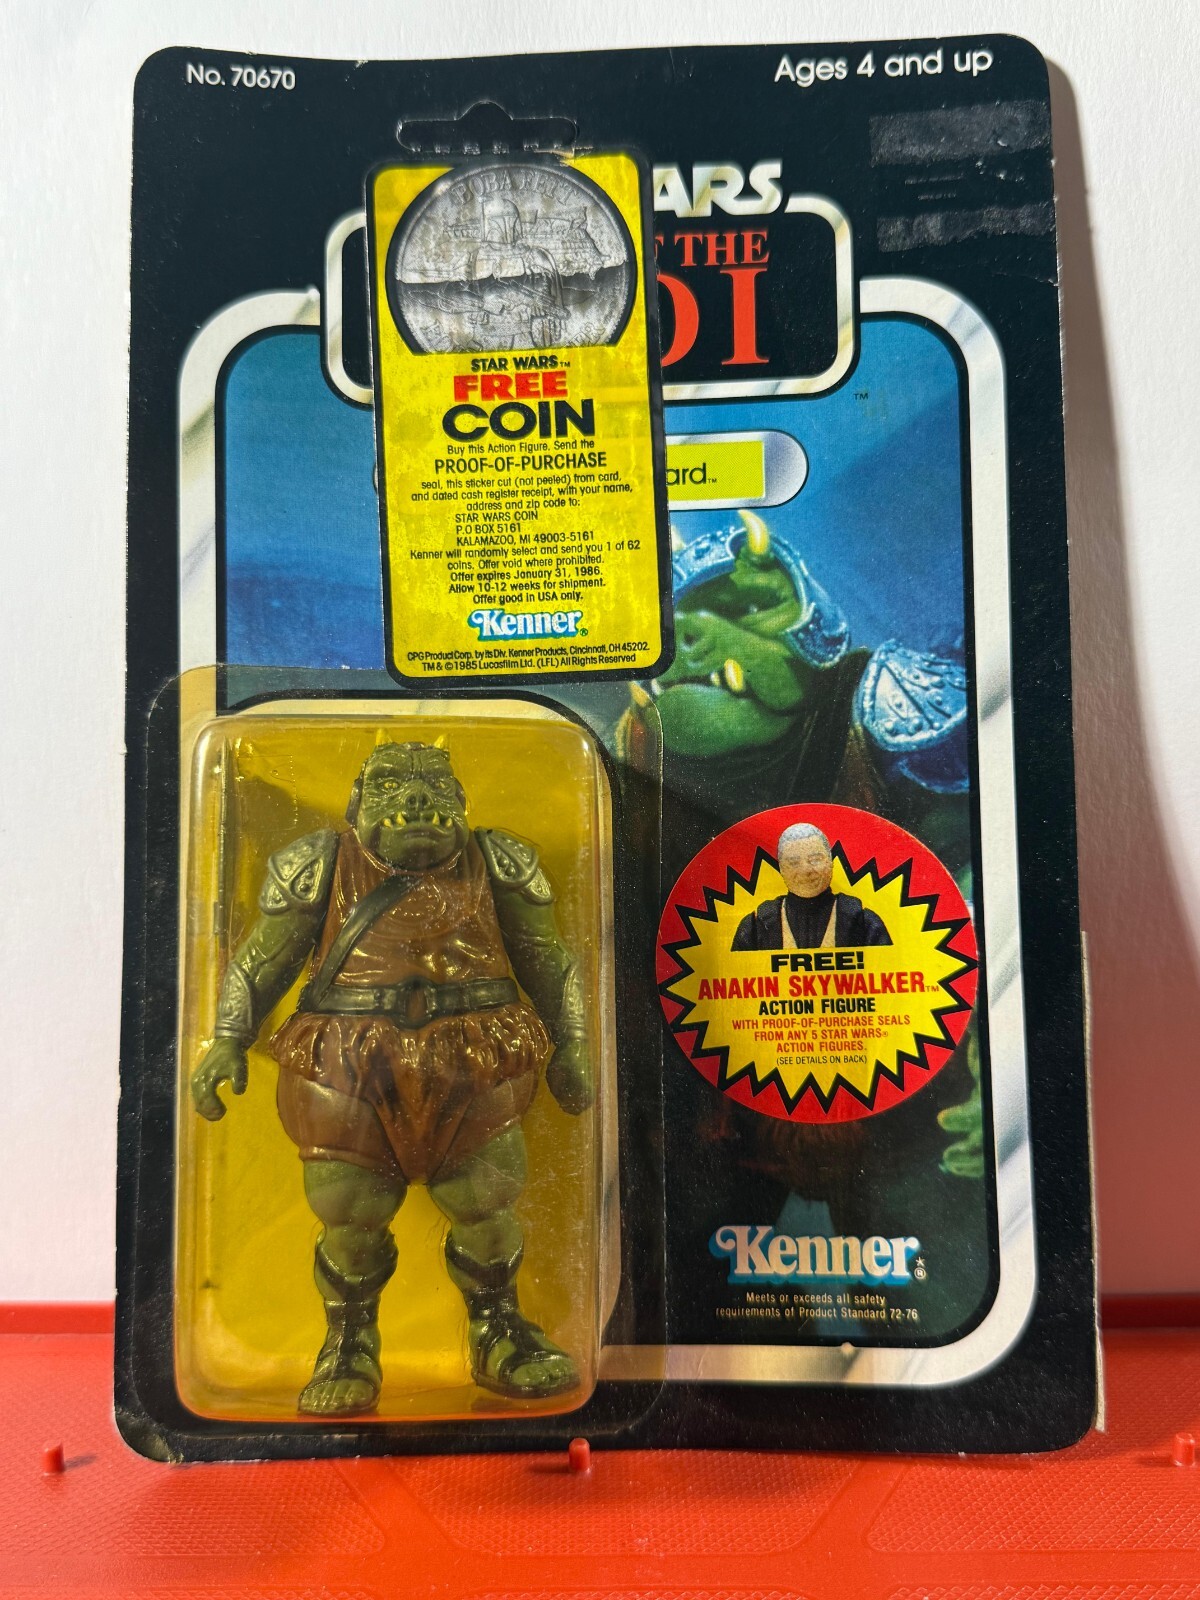 No. 70670
Ages 4 and up
BOBA FETT
ARS
F THE
DI
TM
ard™
STAR WARS™
FREE
COIN
Buy this Action Figure. Send the
PROOF-OF-PURCHASE
seal, this sticker cut (not peeled) from card,
and dated cash register receipt, with your name,
address and zip code to:
STAR WARS COIN
P.O BOX 5161
KALAMAZOO, MI 49003-5161
Kenner will randomly select and send you 1 of 62
coins. Offer void where prohibited.
Offer expires January 31, 1986.
Allow 10-12 weeks for shipment.
Offer good in USA only.
Kenner®
CPG Product Corp. by its Div. Kenner Products, Cincinnati, OH 45202.
TM & © 1985 Lucasfilm Ltd. (LFL) All Rights Reserved
FREE!
ANAKIN SKYWALKER™
ACTION FIGURE
WITH PROOF-OF-PURCHASE SEALS
FROM ANY 5 STAR WARS®
ACTION FIGURES.
(SEE DETAILS ON BACK)
Kenner®
Meets or exceeds all safety
requirements of Product Standard 72-76